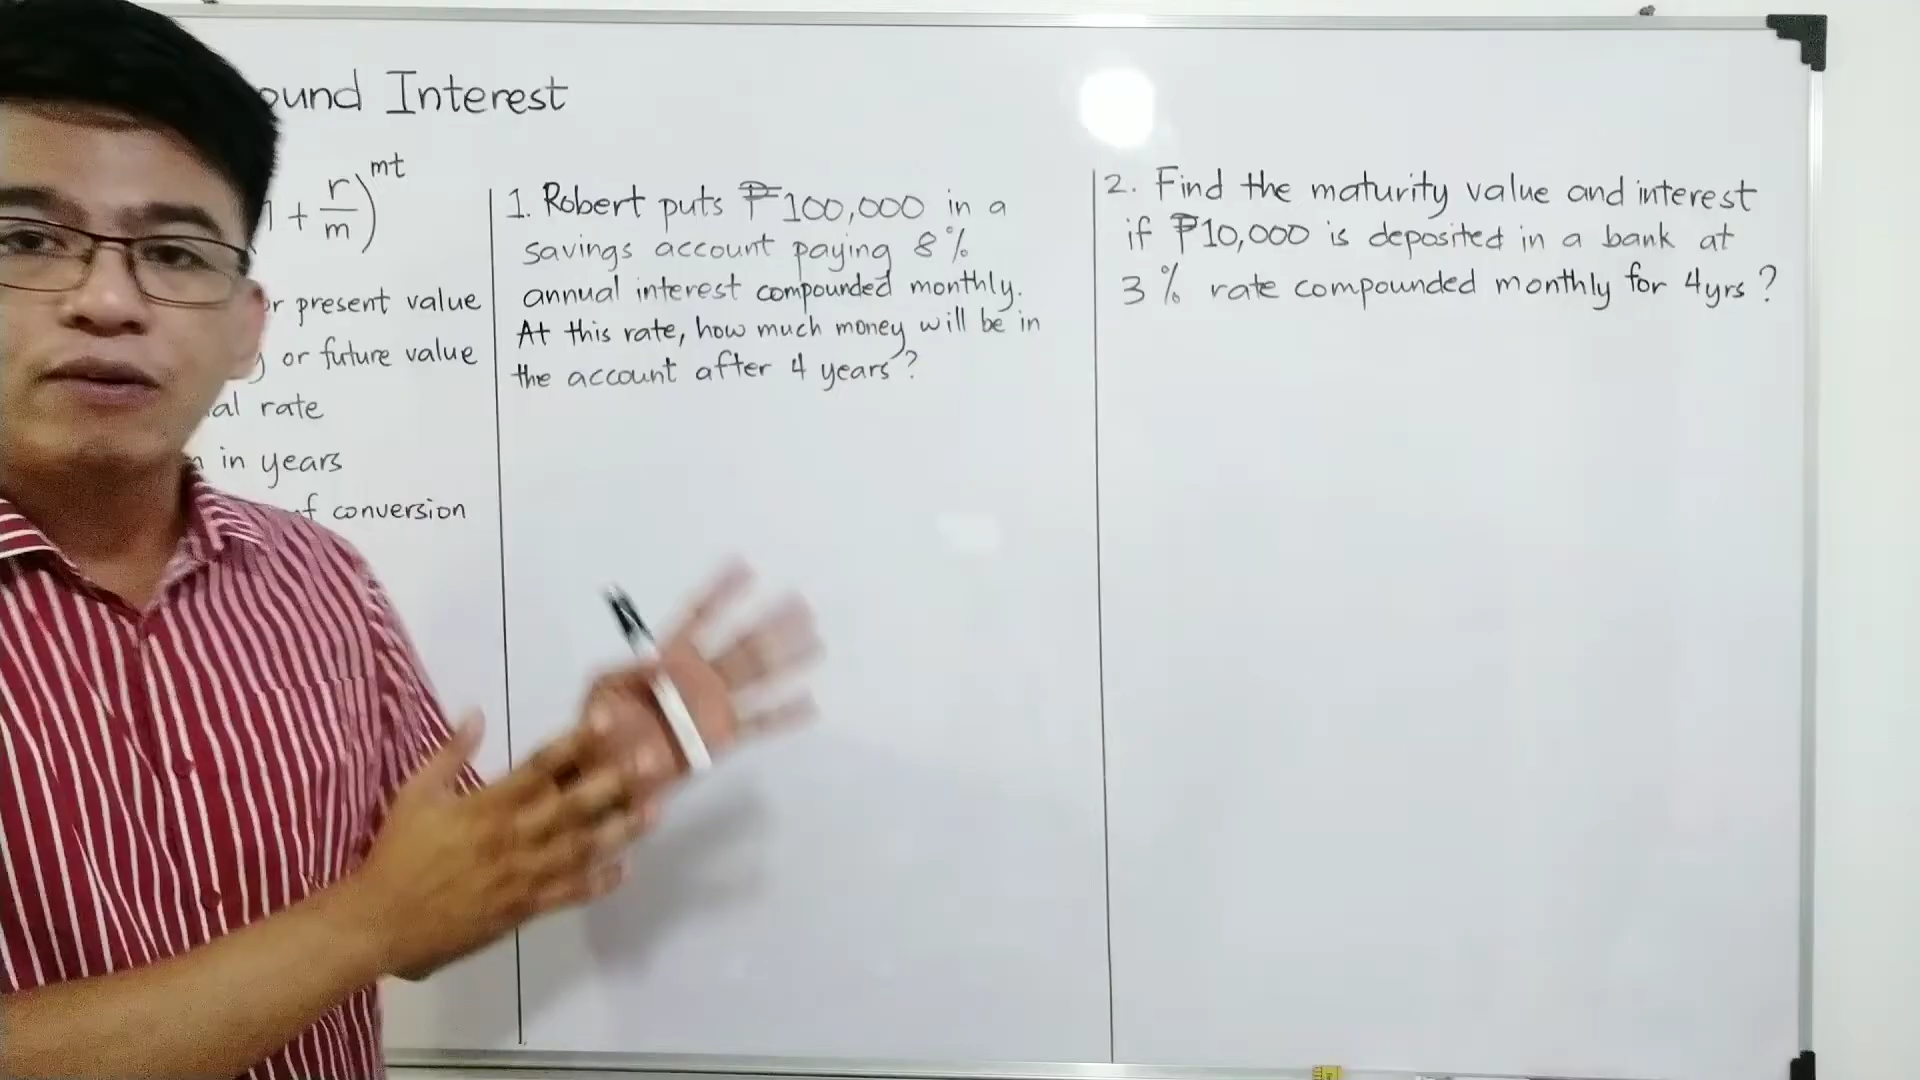 Interest
1 + r/m) mt
present value
or future value
rate
in years
conversion
1. Robert puts ₱100,000 in a
savings account paying 8%
annual interest compounded monthly.
At this rate, how much money will be in
the account after 4 years?
2. Find the maturity value and interest
if ₱10,000 is deposited in a bank at
3% rate compounded monthly for 4yrs?